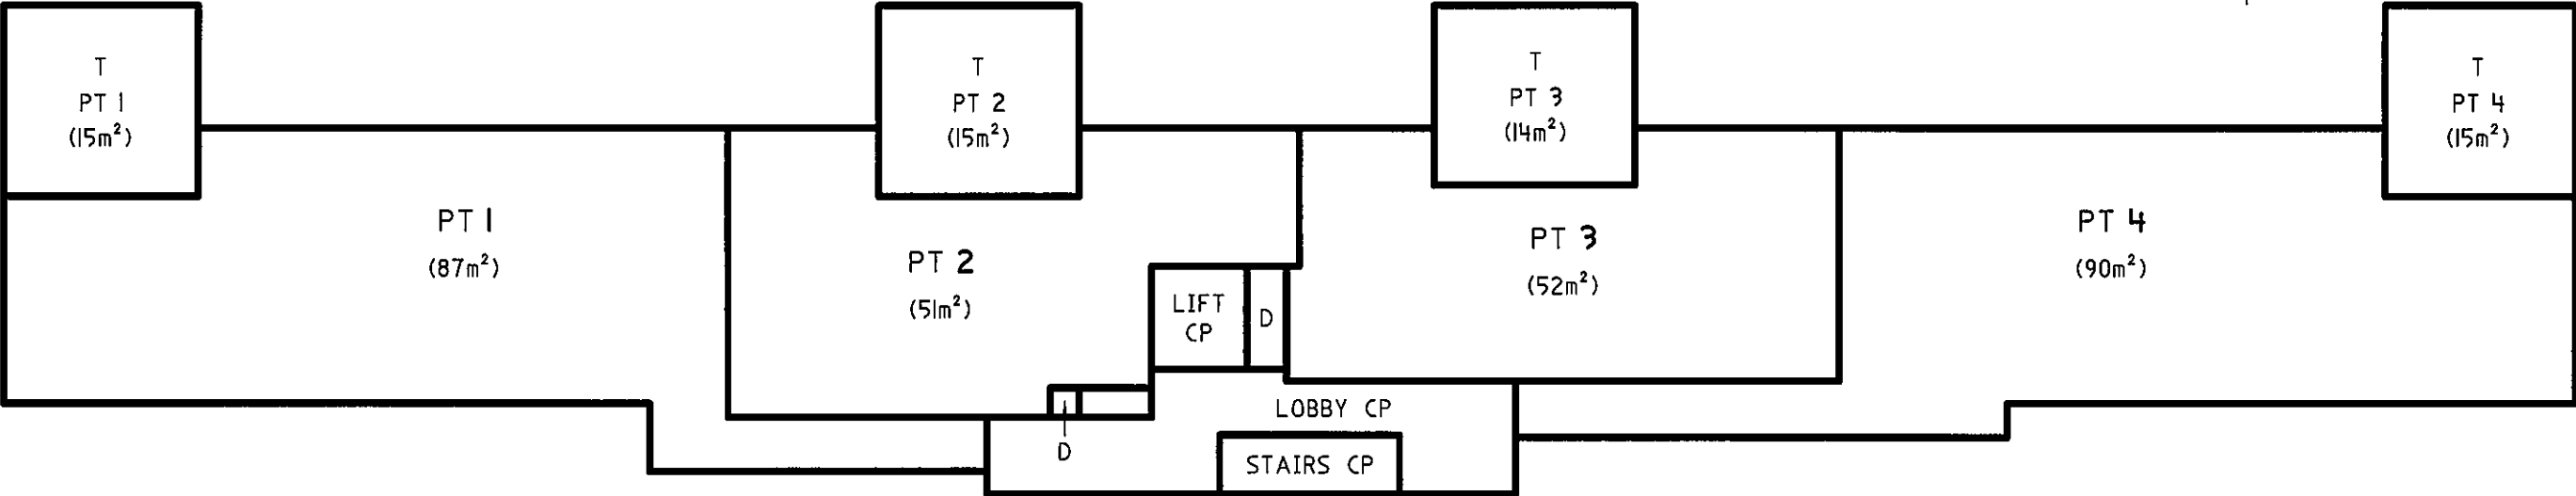 T
PT 1
(15m²)
T
PT 2
(15m²)
T
PT 3
(14m²)
T
PT 4
(15m²)
PT 1
(87m²)
PT 2
(51m²)
PT 3
(52m²)
PT 4
(90m²)
LIFT
CP
D
LOBBY CP
D
STAIRS CP